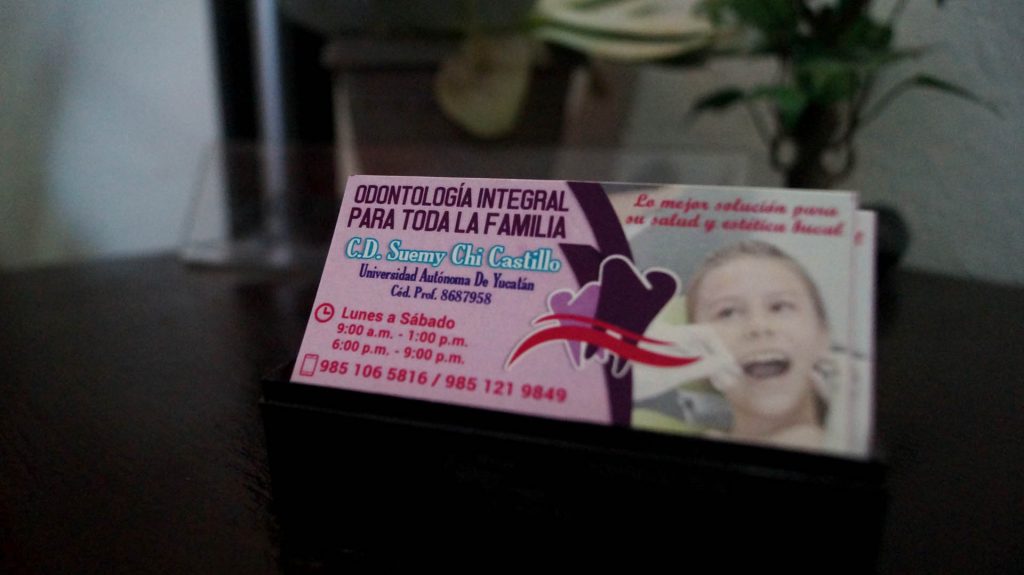 ODONTOLOGÍA INTEGRAL
PARA TODA LA FAMILIA
C.D. Suemy Chi Castillo
Universidad Autónoma De Yucatán
Céd. Prof. 8687958
Lunes a Sábado
9:00 a.m. - 1:00 p.m.
6:00 p.m. - 9:00 p.m.
985 106 5816 / 985 121 9849
Lo mejor solución para
su salud y estética bucal